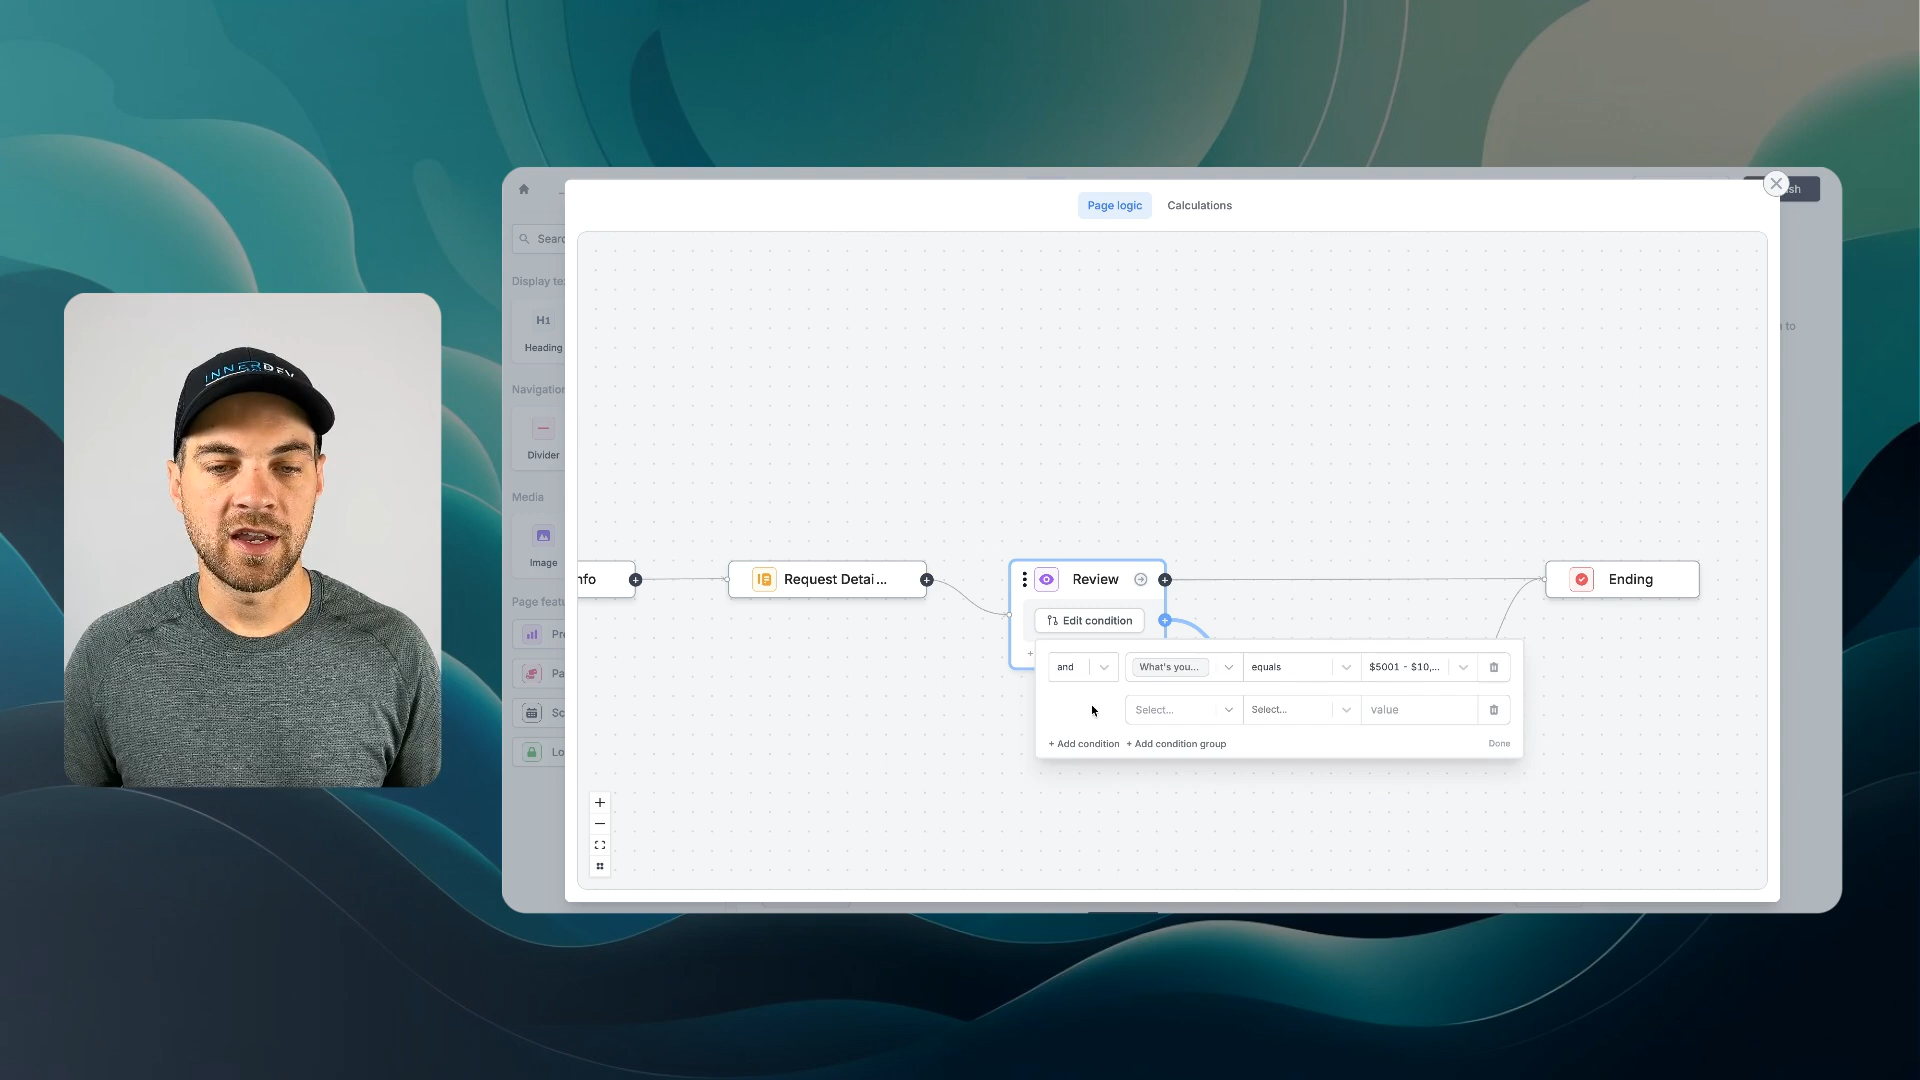 INNERDEV
Page logic
Calculations
sh
Searc
Display te
H1
Heading
Navigation
Divider
Media
Image
Page featu
Pr
Pa
Sc
Lo
n to
nfo
Request Detai...
Review
Ending
Edit condition
+
and
What's you...
equals
$5001 - $10,...
Select...
Select...
value
+ Add condition
+ Add condition group
Done